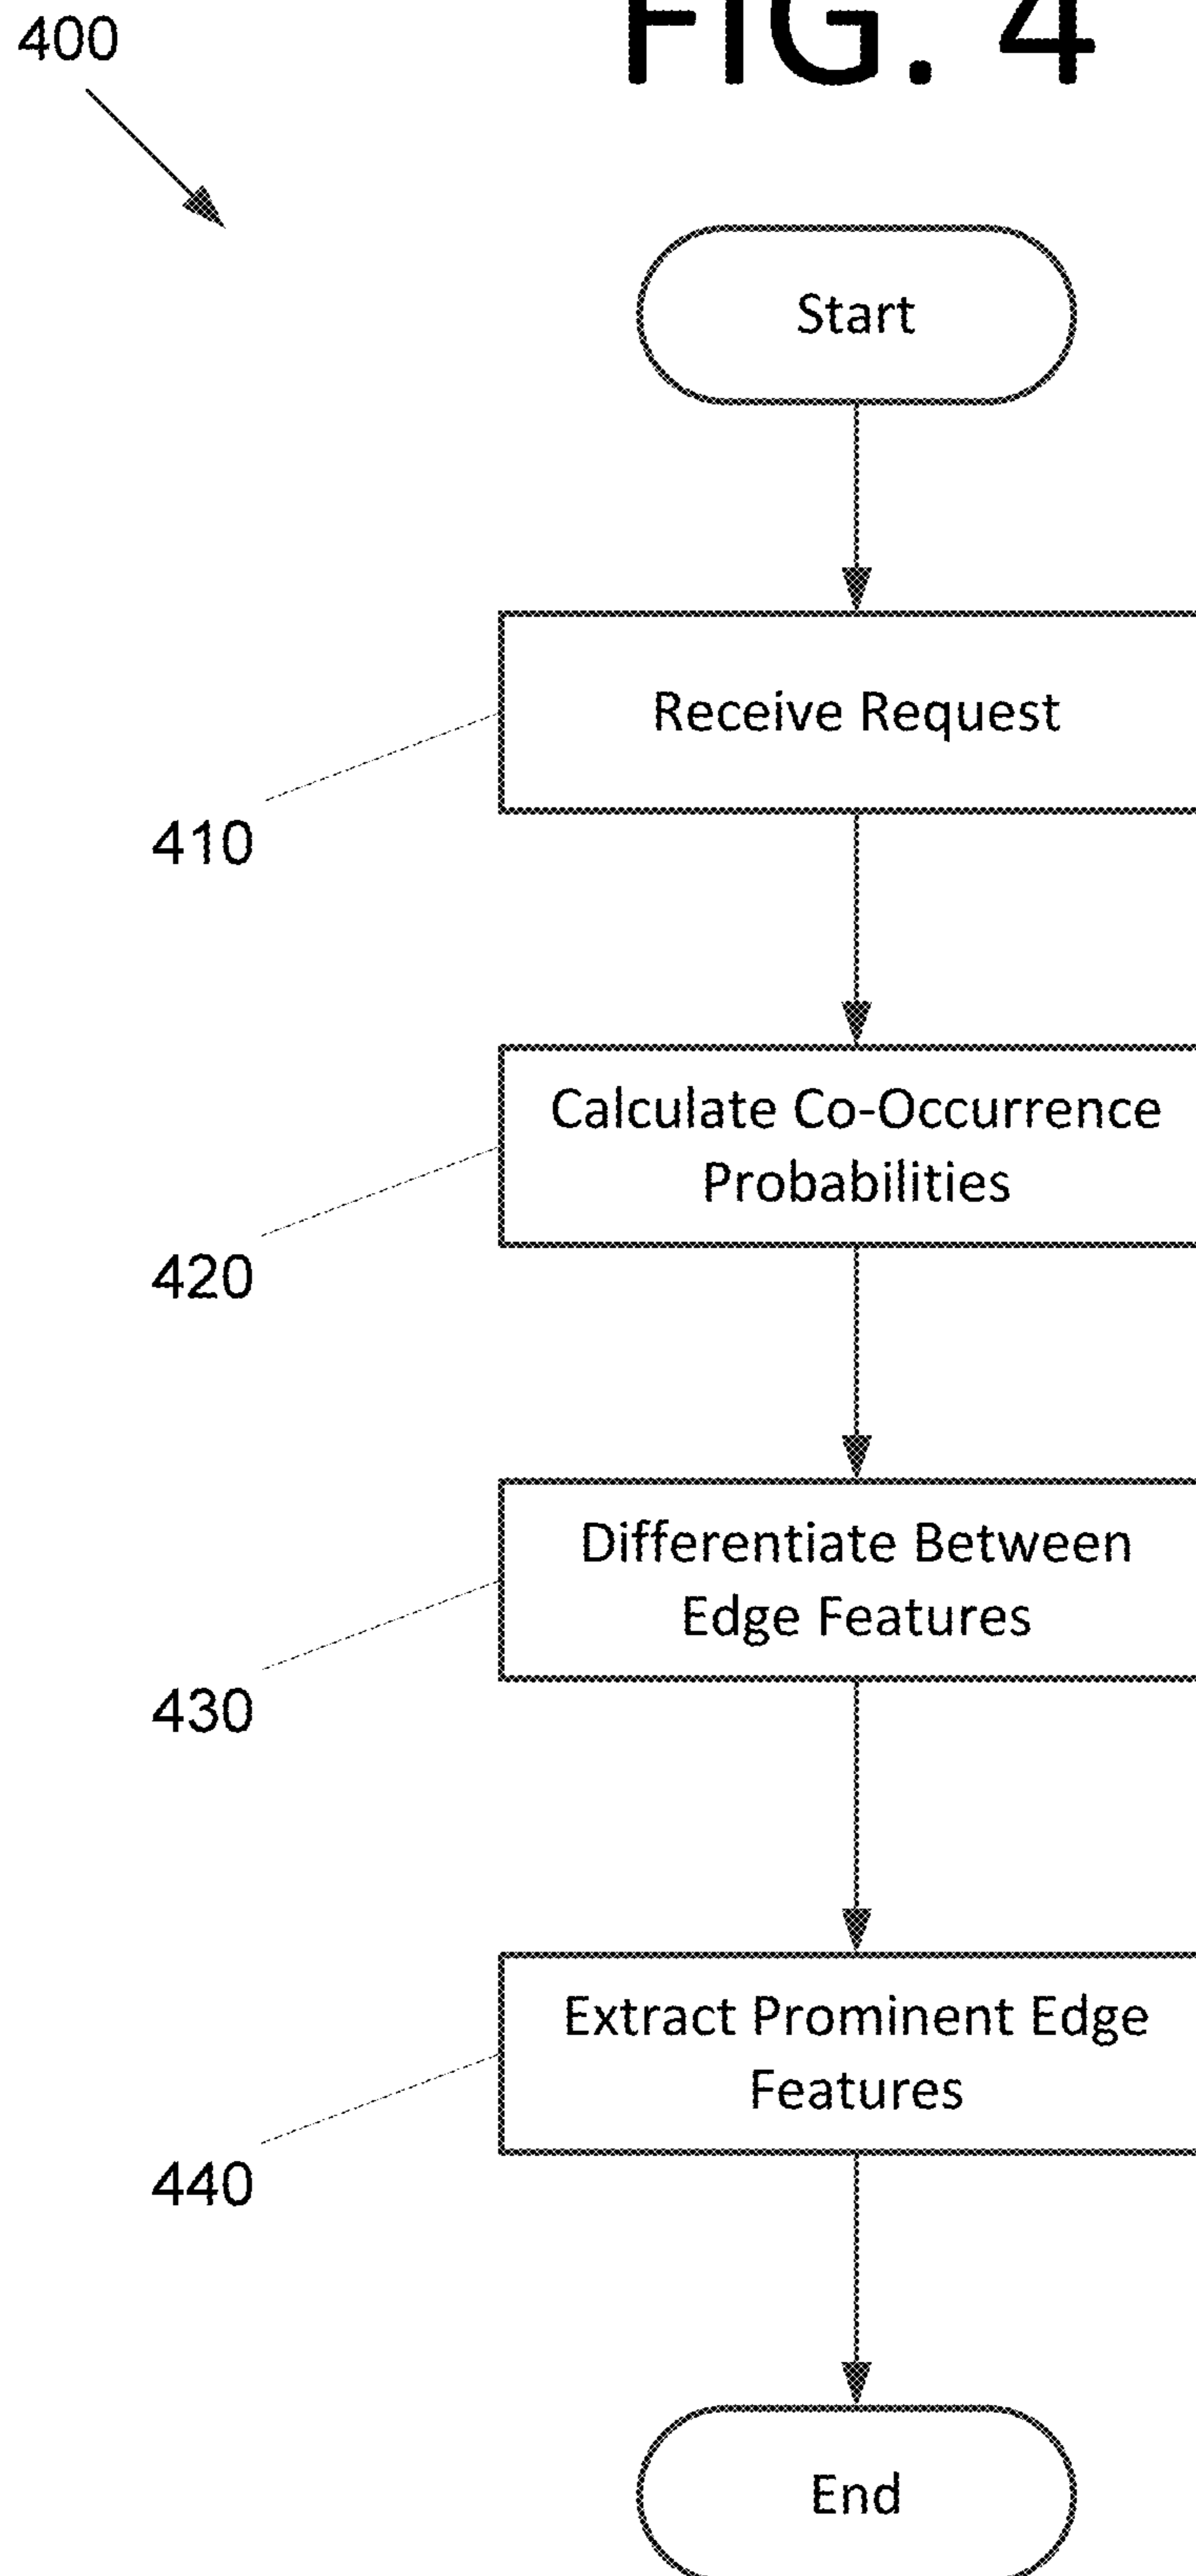 400
FIG. 4
Start
Receive Request
410
Calculate Co-Occurrence
Probabilities
420
Differentiate Between
Edge Features
430
Extract Prominent Edge
Features
440
End